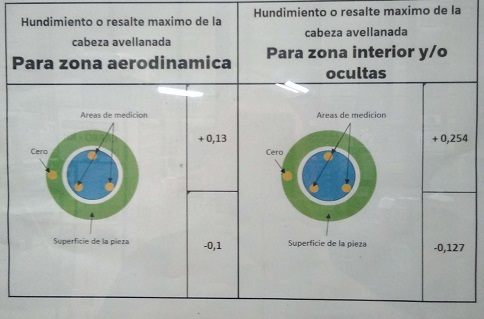 Hundimiento o resalte maximo de la
cabeza avellanada
Para zona aerodinamica
Hundimiento o resalte maximo de la
cabeza avellanada
Para zona interior y/o
ocultas
Areas de medicion
Cero
Superficie de la pieza
+ 0,13
-0,1
Areas de medicion
Cero
Superficie de la pieza
+ 0,254
-0,127